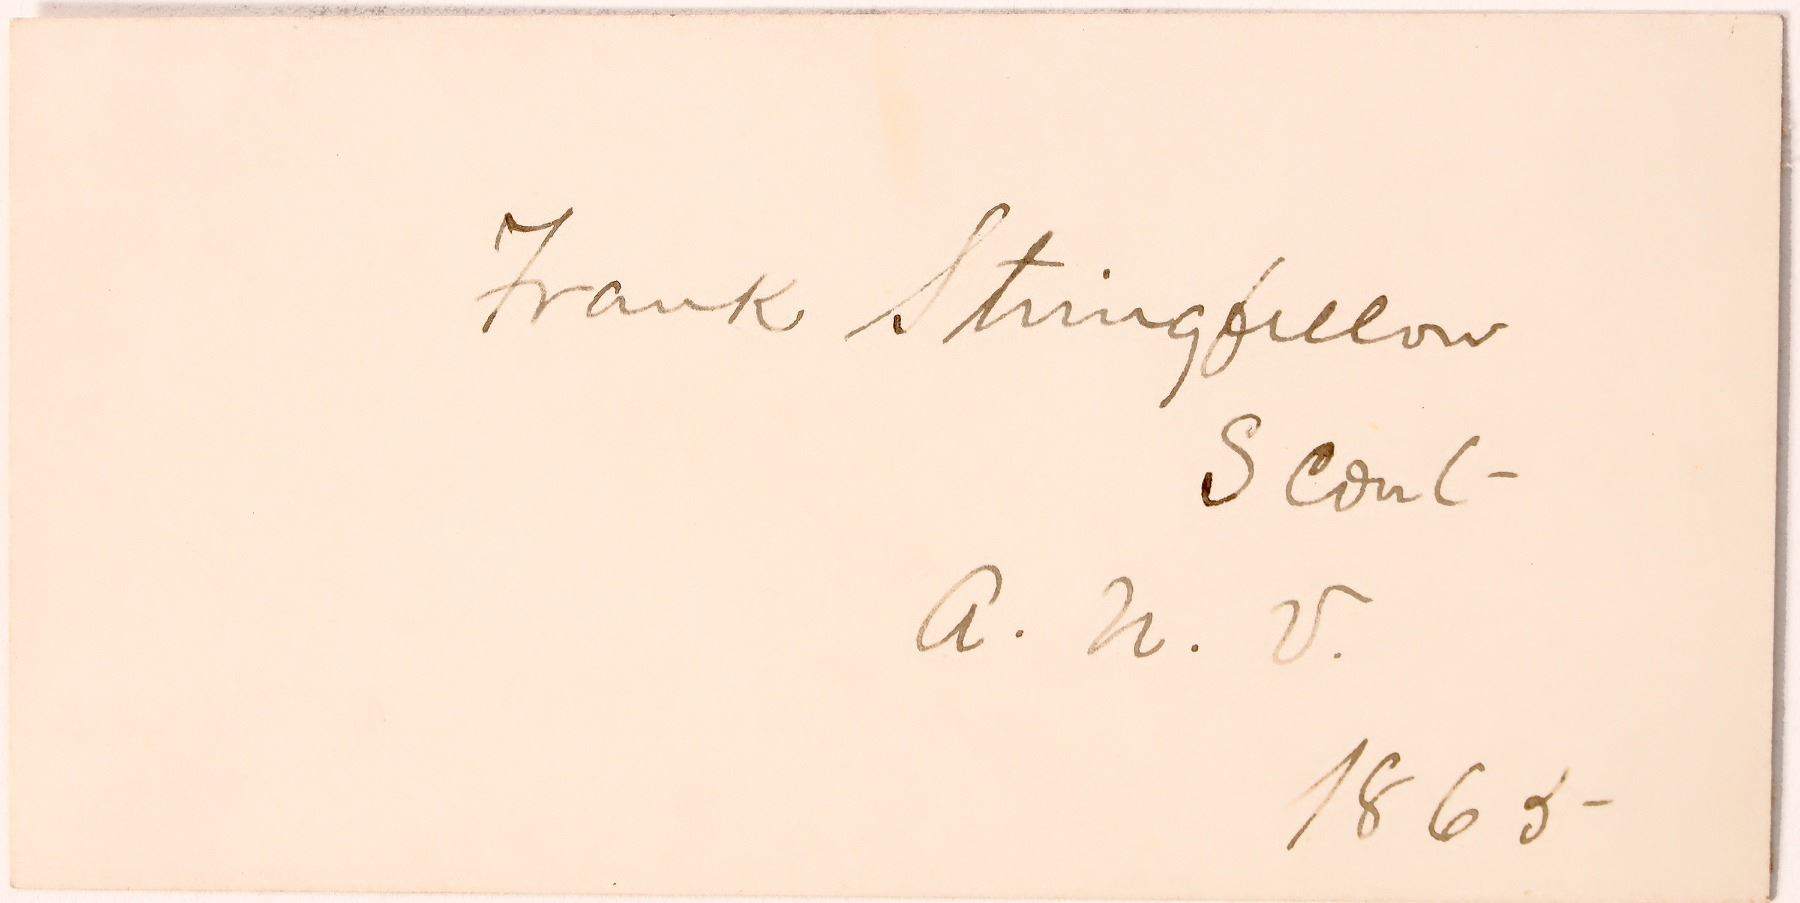 Frank Stringfellow
Scout
A. N. V.
1865